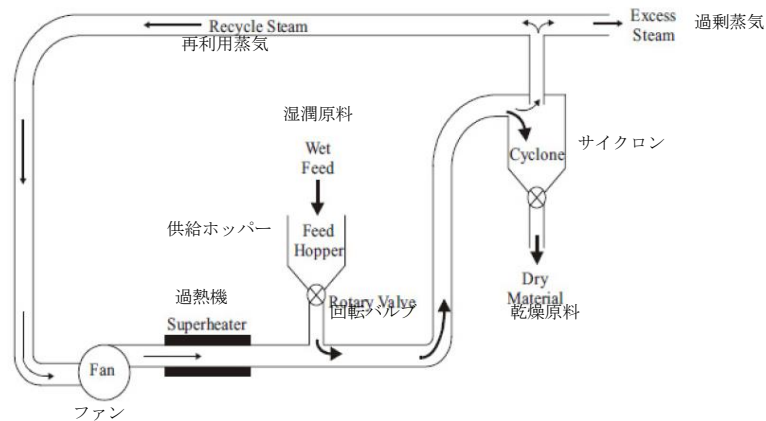 Recycle Steam
再利用蒸気
Excess
Steam
過剰蒸気
湿潤原料
Wet
Feed
Cyclone
サイクロン
供給ホッパー
Feed
Hopper
Rotary Valve
回転バルブ
Dry
Material
乾燥原料
過熱機
Superheater
Fan
ファン